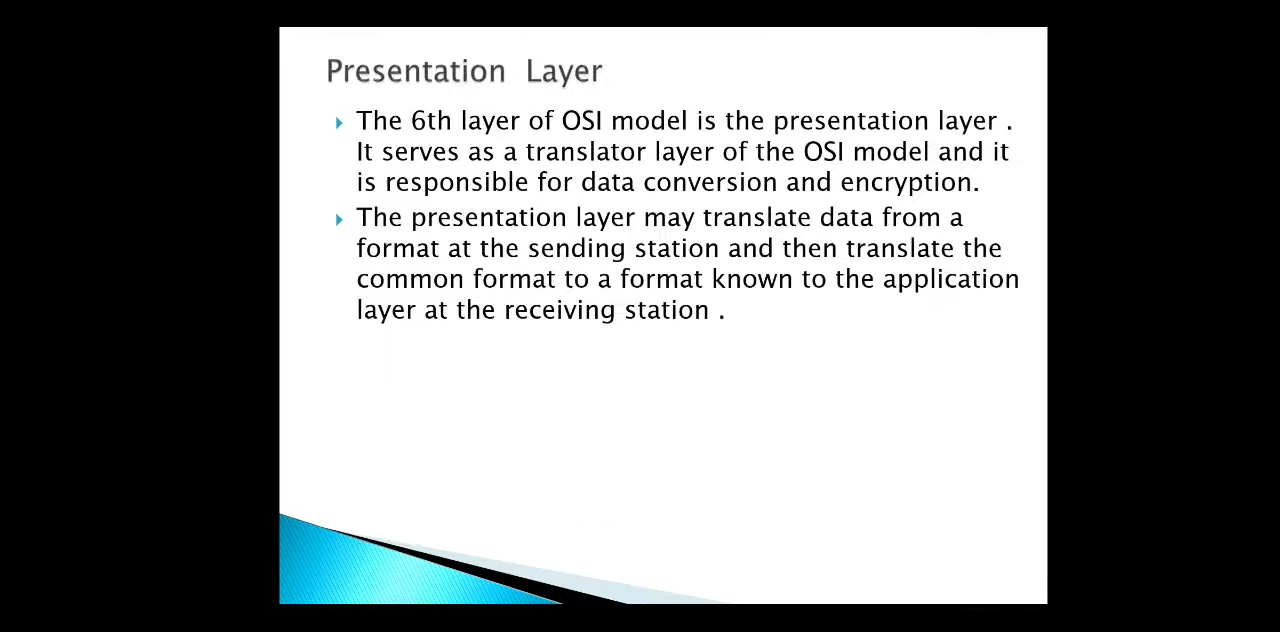 Presentation Layer
The 6th layer of OSI model is the presentation layer .
It serves as a translator layer of the OSI model and it
is responsible for data conversion and encryption.
The presentation layer may translate data from a
format at the sending station and then translate the
common format to a format known to the application
layer at the receiving station .